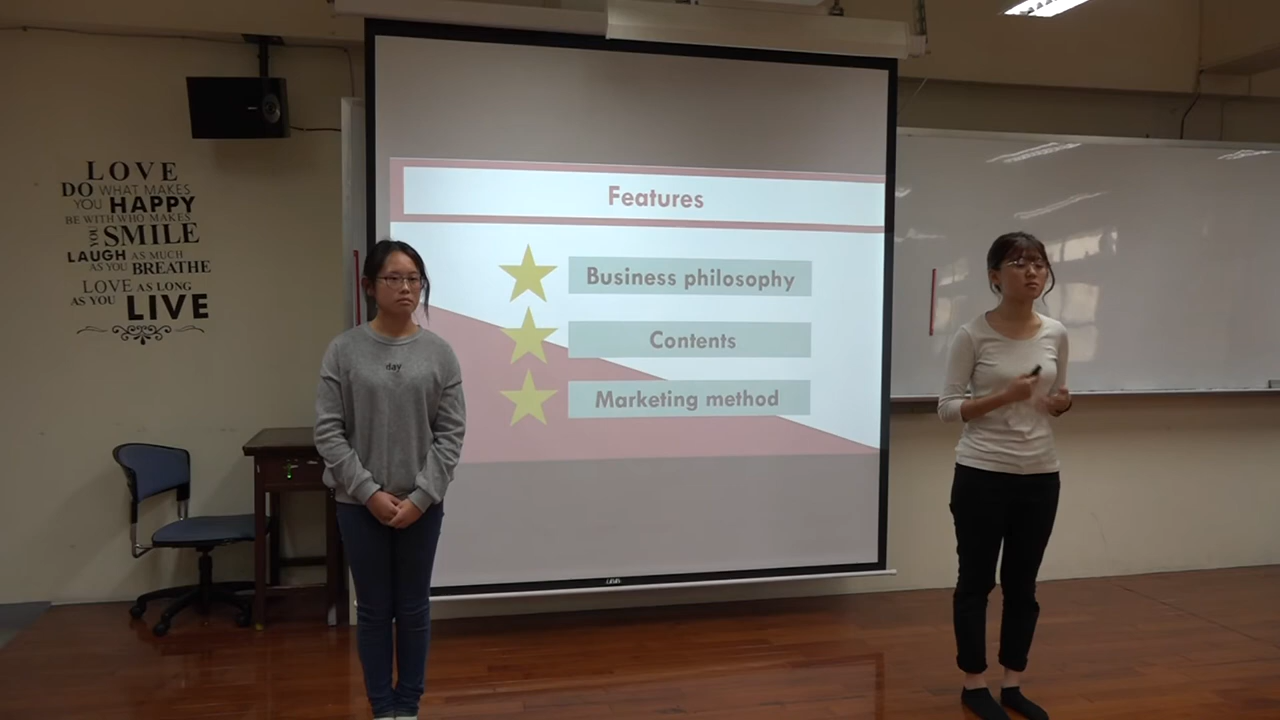 LOVE
DO WHAT MAKES
YOU HAPPY
BE WITH WHO MAKES
YOU SMILE
LAUGH AS MUCH
AS YOU BREATHE
LOVE AS LONG
AS YOU LIVE
Features
Business philosophy
Contents
Marketing method
day